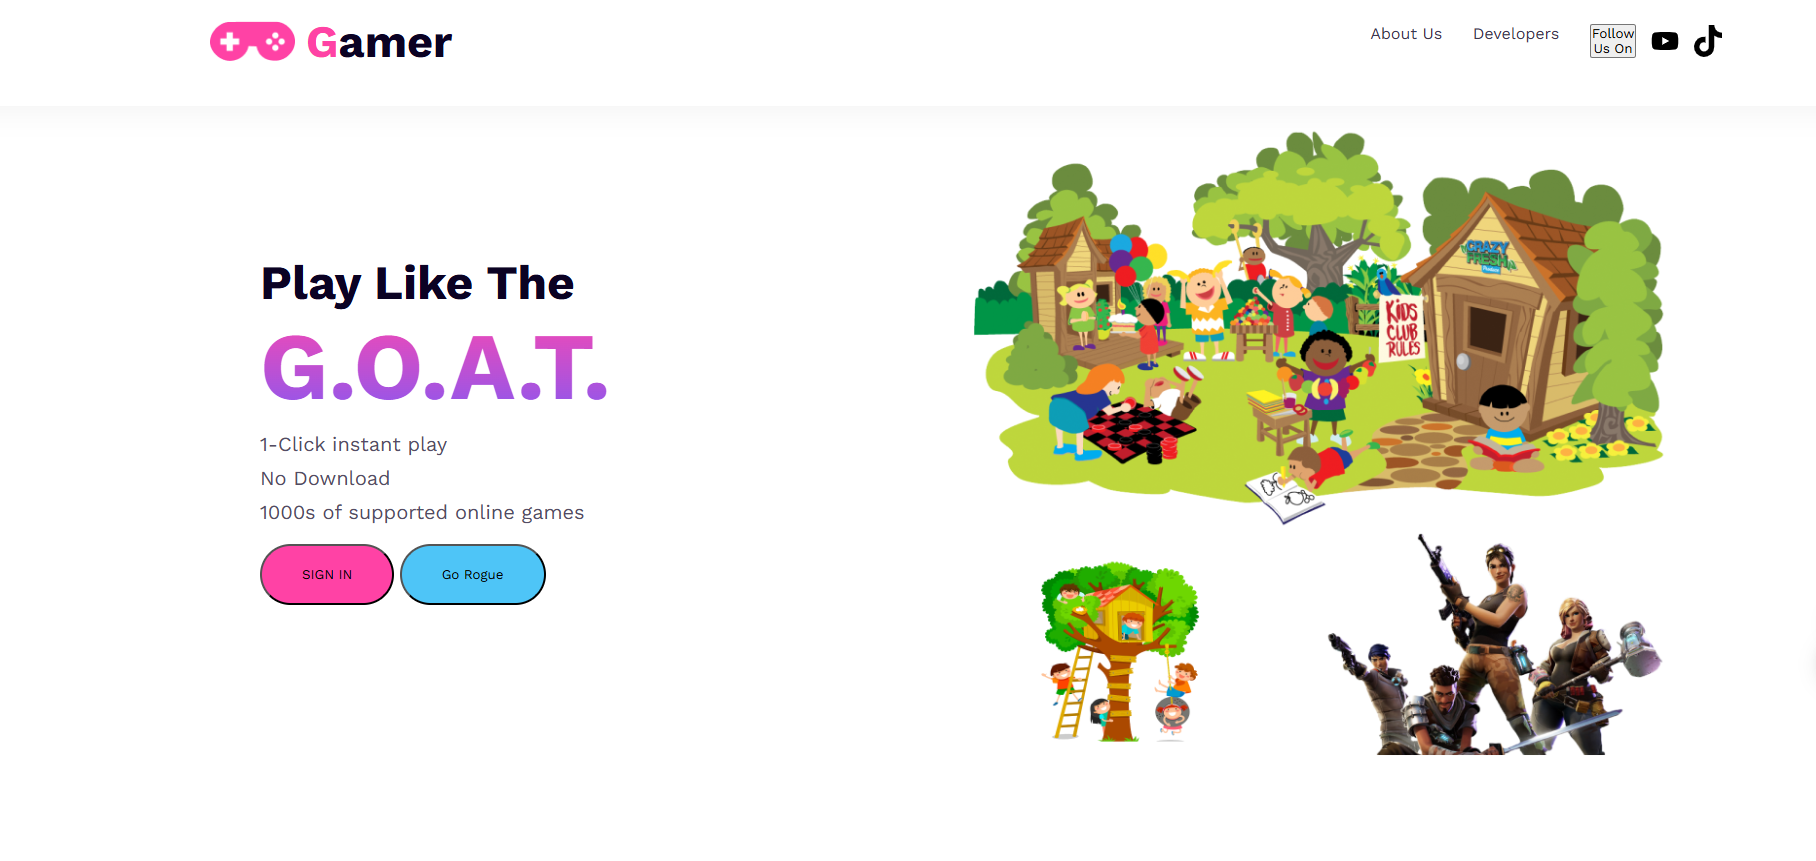 Gamer
About Us
Developers
Follow
Us On
Play Like The
G.O.A.T.
1-Click instant play
No Download
1000s of supported online games
SIGN IN
Go Rogue
CRAZY
FRESH
KiDS
CLUB
RULES